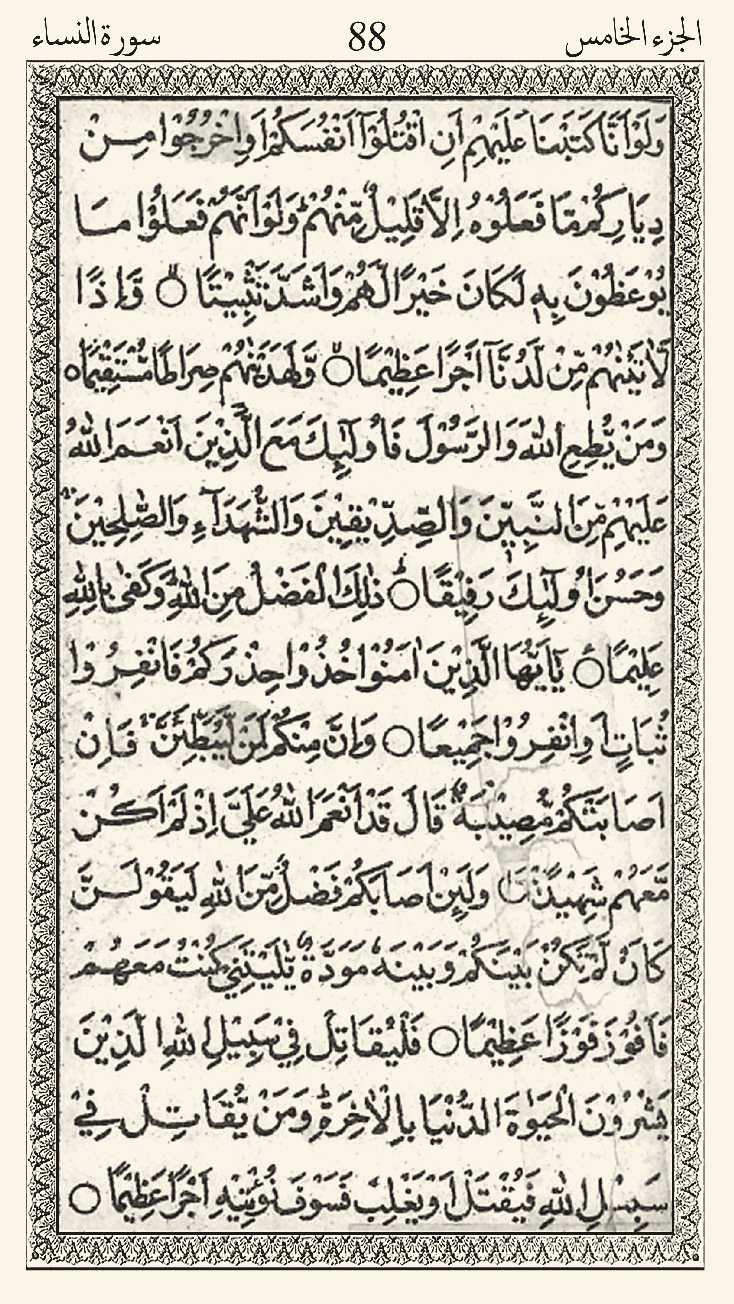 الجزء الخامس 88 سورة النساء
وَلَوْ اَنَّا كَتَبْنَا عَلَيْهِمْ اَنِ اقْتُلُوْۤا اَنْفُسَكُمْ اَوِ اخْرُجُوْا مِنْ
دِيَارِكُمْ مَّا فَعَلُوْهُ اِلَّا قَلِيْلٌ مِّنْهُمْ ؕ وَلَوْ اَنَّهُمْ فَعَلُوْا مَا
يُوْعَظُوْنَ بِهٖ لَكَانَ خَيْرًا لَّهُمْ وَاَشَدَّ تَثْبِيْتًا ۙ○ وَّاِذًا
لَّاٰتَيْنٰهُمْ مِّنْ لَّدُنَّاۤ اَجْرًا عَظِيْمًا ۙ○ وَّلَهَدَيْنٰهُمْ صِرَاطًا مُّسْتَقِيْمًا○
وَمَنْ يُّطِعِ اللّٰهَ وَالرَّسُوْلَ فَاُولٰٓئِكَ مَعَ الَّذِيْنَ اَنْعَمَ اللّٰهُ
عَلَيْهِمْ مِّنَ النَّبِيّٖنَ وَالصِّدِّيْقِيْنَ وَالشُّهَدَآءِ وَالصّٰلِحِيْنَ ۚ
وَحَسُنَ اُولٰٓئِكَ رَفِيْقًا ؕ○ ذٰلِكَ الْفَضْلُ مِنَ اللّٰهِ ؕ وَكَفٰى بِاللّٰهِ
عَلِيْمًا ۠○ يٰۤاَيُّهَا الَّذِيْنَ اٰمَنُوْا خُذُوْا حِذْرَكُمْ فَانْفِرُوْا
ثُبَاتٍ اَوِ انْفِرُوْا جَمِيْعًا○ وَاِنَّ مِنْكُمْ لَمَنْ لَّيُبَطِّئَنَّ ۚ فَاِنْ
اَصَابَتْكُمْ مُّصِيْبَةٌ قَالَ قَدْ اَنْعَمَ اللّٰهُ عَلَيَّ اِذْ لَمْ اَكُنْ
مَّعَهُمْ شَهِيْدًا○ وَلَئِنْ اَصَابَكُمْ فَضْلٌ مِّنَ اللّٰهِ لَيَقُوْلَنَّ
كَاَنْ لَّمْ تَكُنْۢ بَيْنَكُمْ وَبَيْنَهٗ مَوَدَّةٌ يّٰلَيْتَنِيْ كُنْتُ مَعَهُمْ
فَاَفُوْزَ فَوْزًا عَظِيْمًا○ فَلْيُقَاتِلْ فِيْ سَبِيْلِ اللّٰهِ الَّذِيْنَ
يَشْرُوْنَ الْحَيٰوةَ الدُّنْيَا بِالْاٰخِرَةِ ؕ وَمَنْ يُّقَاتِلْ فِيْ
سَبِيْلِ اللّٰهِ فَيُقْتَلْ اَوْ يَغْلِبْ فَسَوْفَ نُؤْتِيْهِ اَجْرًا عَظِيْمًا○